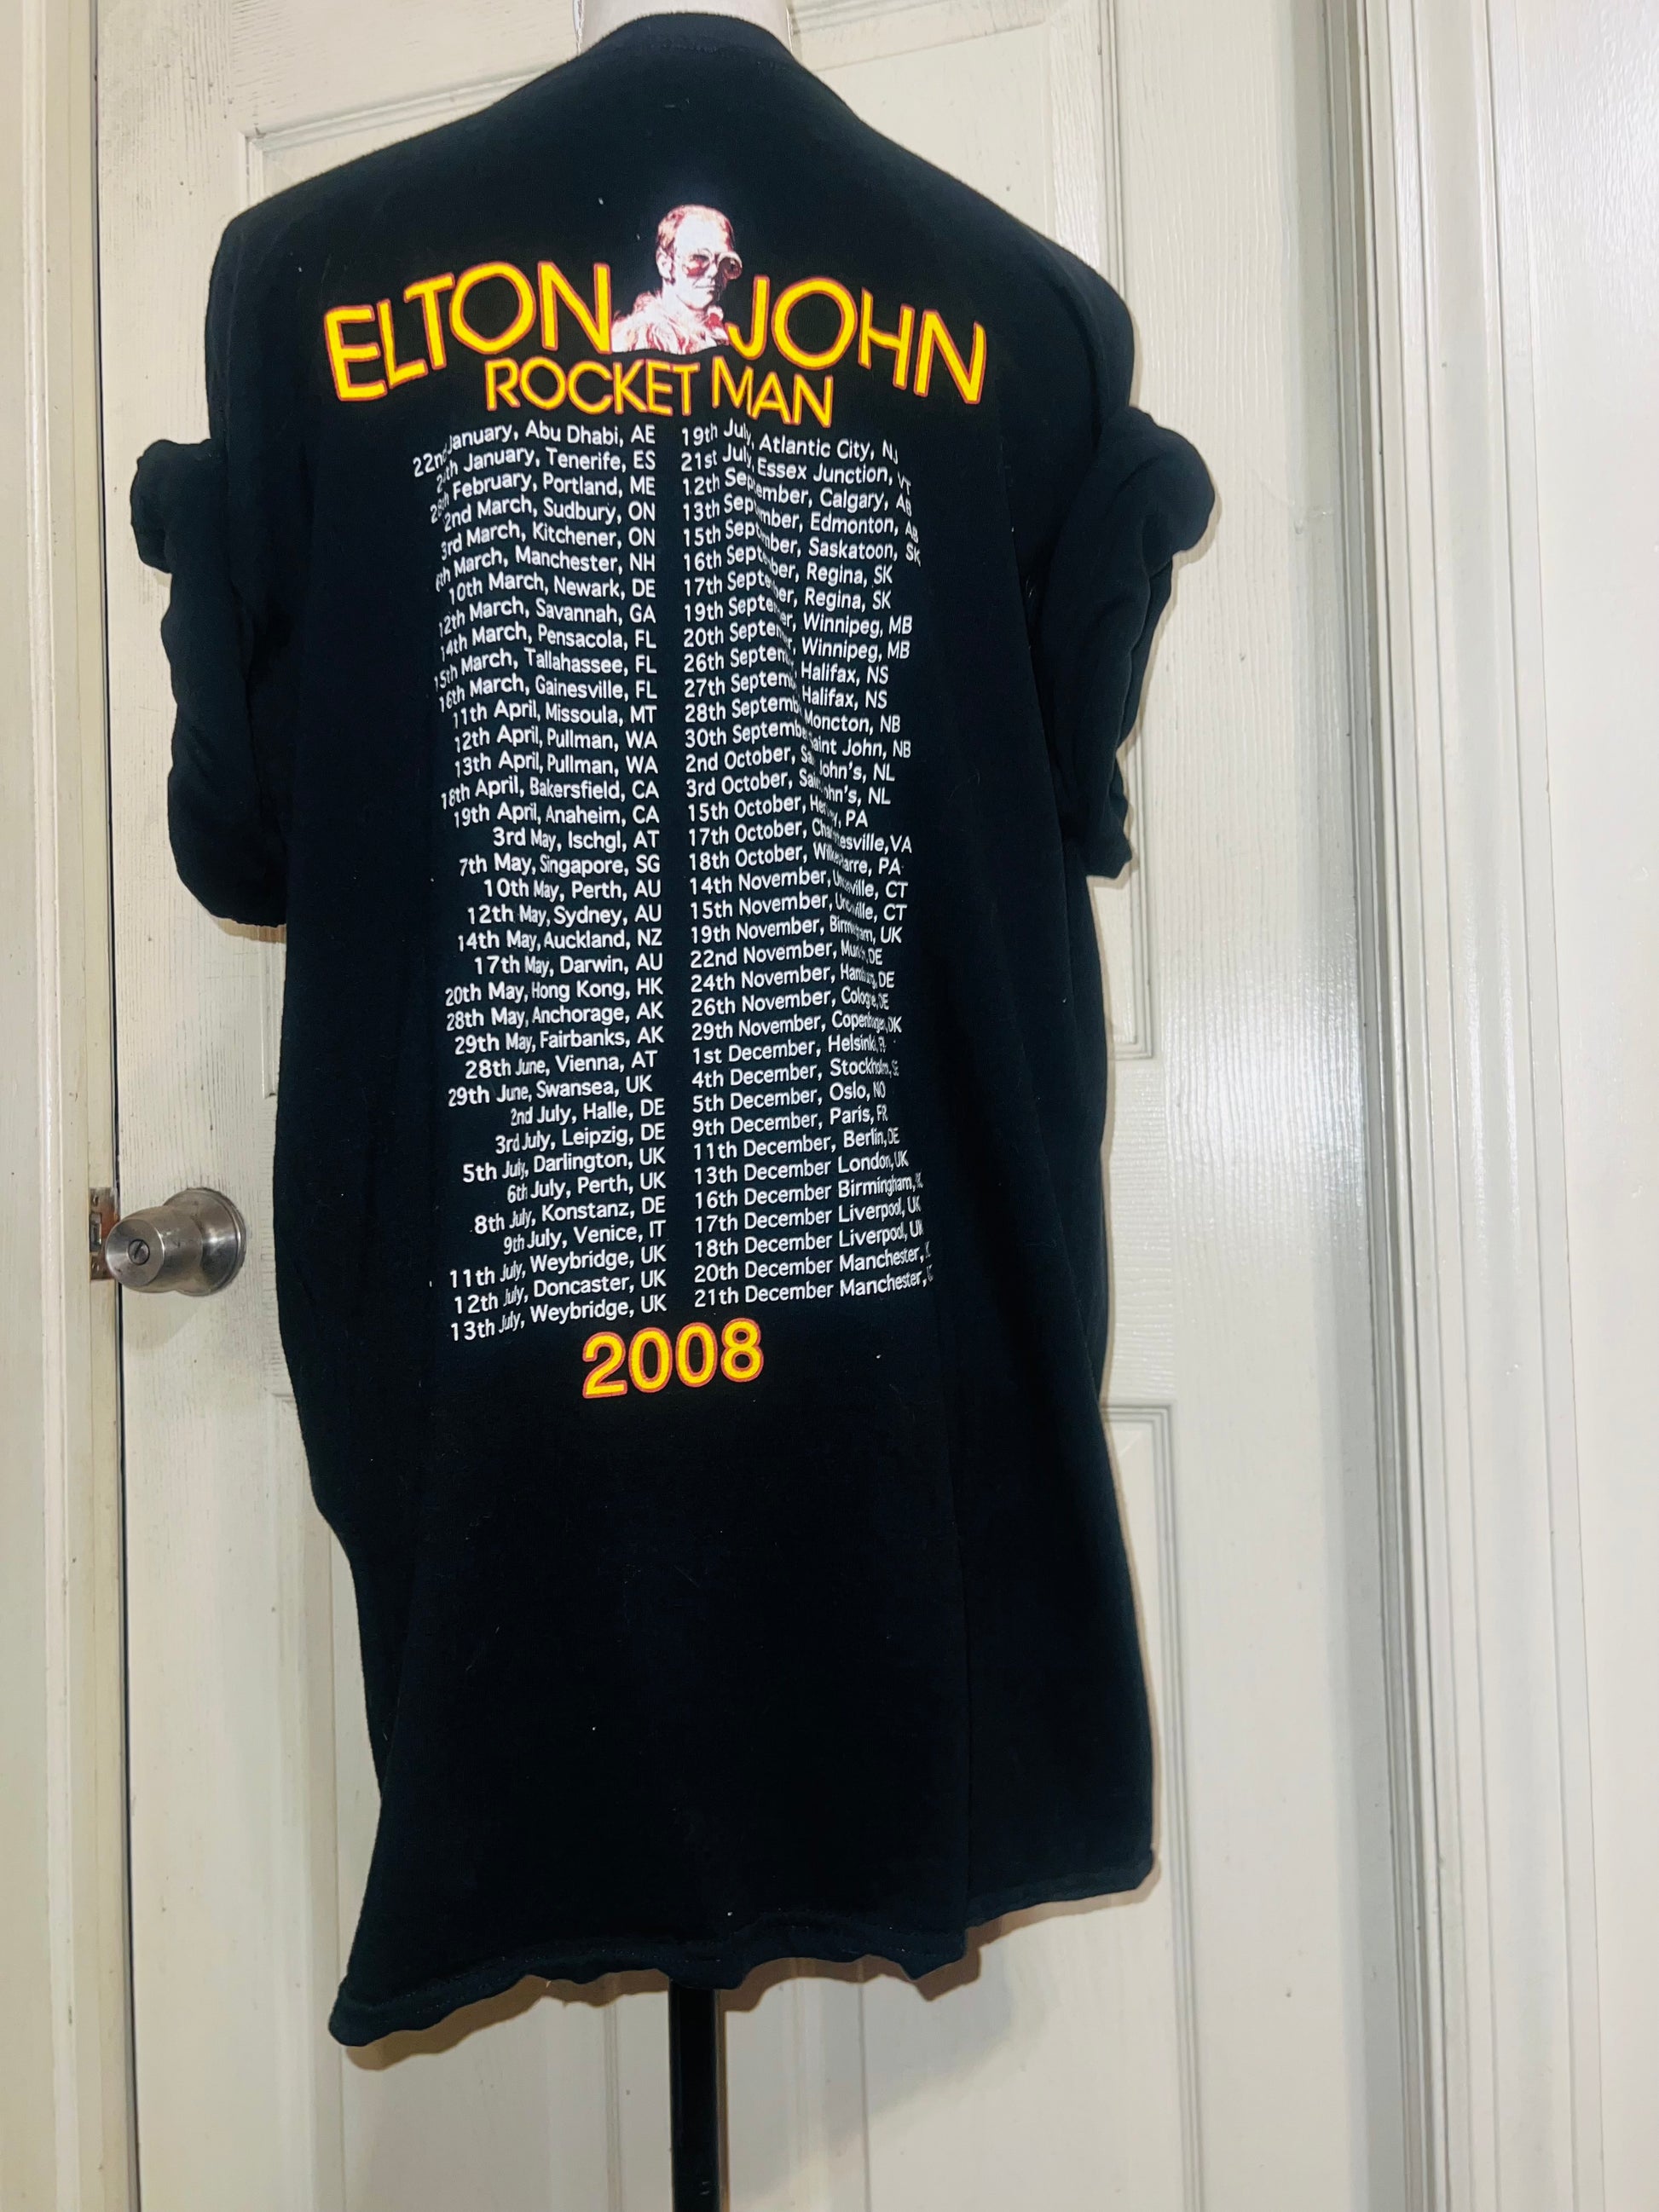 ELTON JOHN
ROCKET MAN
22nd January, Abu Dhabi, AE
January, Tenerife, ES
February, Portland, ME
2nd March, Sudbury, ON
3rd March, Kitchener, ON
6th March, Manchester, NH
10th March, Newark, DE
12th March, Savannah, GA
14th March, Pensacola, FL
15th March, Tallahassee, FL
16th March, Gainesville, FL
11th April, Missoula, MT
12th April, Pullman, WA
13th April, Pullman, WA
18th April, Bakersfield, CA
19th April, Anaheim, CA
3rd May, Ischgl, AT
7th May, Singapore, SG
10th May, Perth, AU
12th May, Sydney, AU
14th May, Auckland, NZ
17th May, Darwin, AU
20th May, Hong Kong, HK
28th May, Anchorage, AK
29th May, Fairbanks, AK
28th June, Vienna, AT
29th June, Swansea, UK
2nd July, Halle, DE
3rd July, Leipzig, DE
5th July, Darlington, UK
6th July, Perth, UK
8th July, Konstanz, DE
9th July, Venice, IT
11th July, Weybridge, UK
12th July, Doncaster, UK
13th July, Weybridge, UK
19th July, Atlantic City, NJ
21st July, Essex Junction, VT
12th September, Calgary, AB
13th September, Edmonton, AB
15th September, Saskatoon, SK
16th September, Regina, SK
17th September, Regina, SK
19th September, Winnipeg, MB
20th September, Winnipeg, MB
26th September, Halifax, NS
27th September, Halifax, NS
28th September, Moncton, NB
30th September, Saint John, NB
2nd October, Saint John's, NL
3rd October, Saint John's, NL
15th October, Hershey, PA
17th October, Charlottesville, VA
18th October, Wilkes-Barre, PA
14th November, Uncasville, CT
15th November, Uncasville, CT
19th November, Birmingham, UK
22nd November, Munich, DE
24th November, Hamburg, DE
26th November, Cologne, DE
29th November, Copenhagen, DK
1st December, Helsinki, FI
4th December, Stockholm, SE
5th December, Oslo, NO
9th December, Paris, FR
11th December, Berlin, DE
13th December London, UK
16th December Birmingham, UK
17th December Liverpool, UK
18th December Liverpool, UK
20th December Manchester,
21th December Manchester,
2008